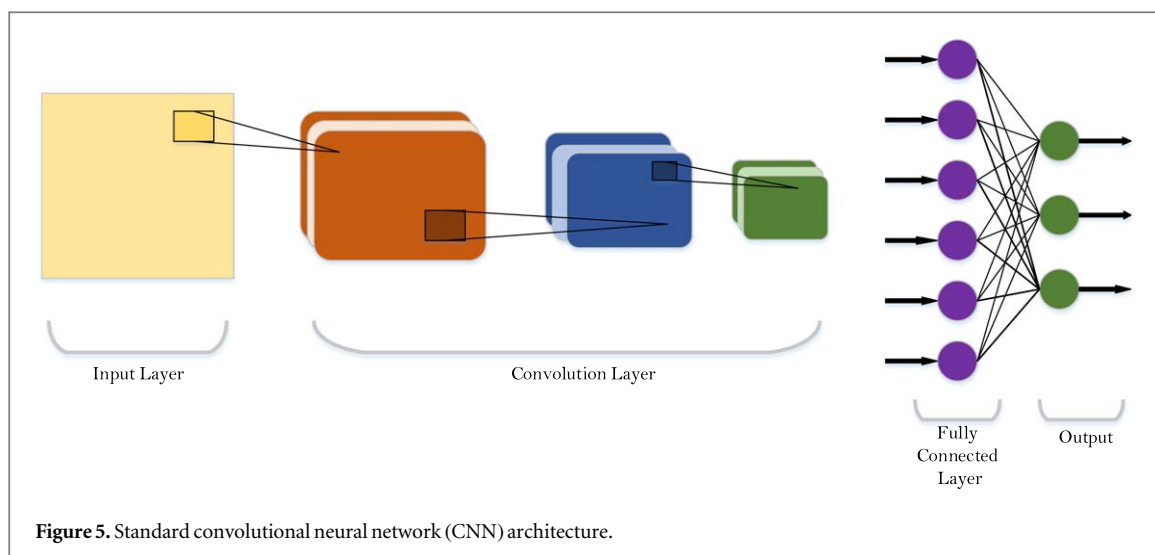 Input Layer
Convolution Layer
Fully
Connected
Layer
Output
Figure 5. Standard convolutional neural network (CNN) architecture.